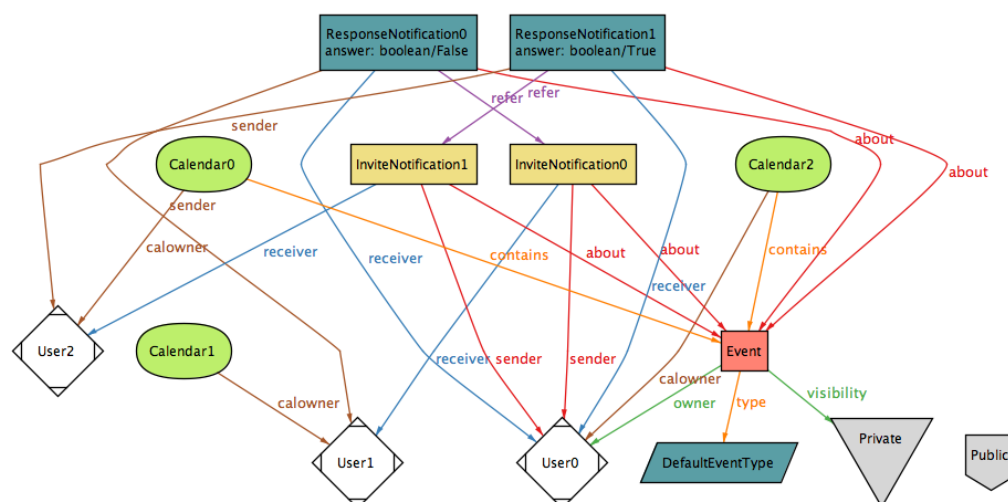 ResponseNotification0
answer: boolean/False
ResponseNotification1
answer: boolean/True
refer
refer
sender
about
about
Calendar0
InviteNotification1
InviteNotification0
Calendar2
sender
calowner
receiver
receiver
contains
about
about
contains
receiver
User2
Calendar1
receiver
sender
sender
Event
calowner
calowner
owner
type
visibility
User1
User0
DefaultEventType
Private
Public